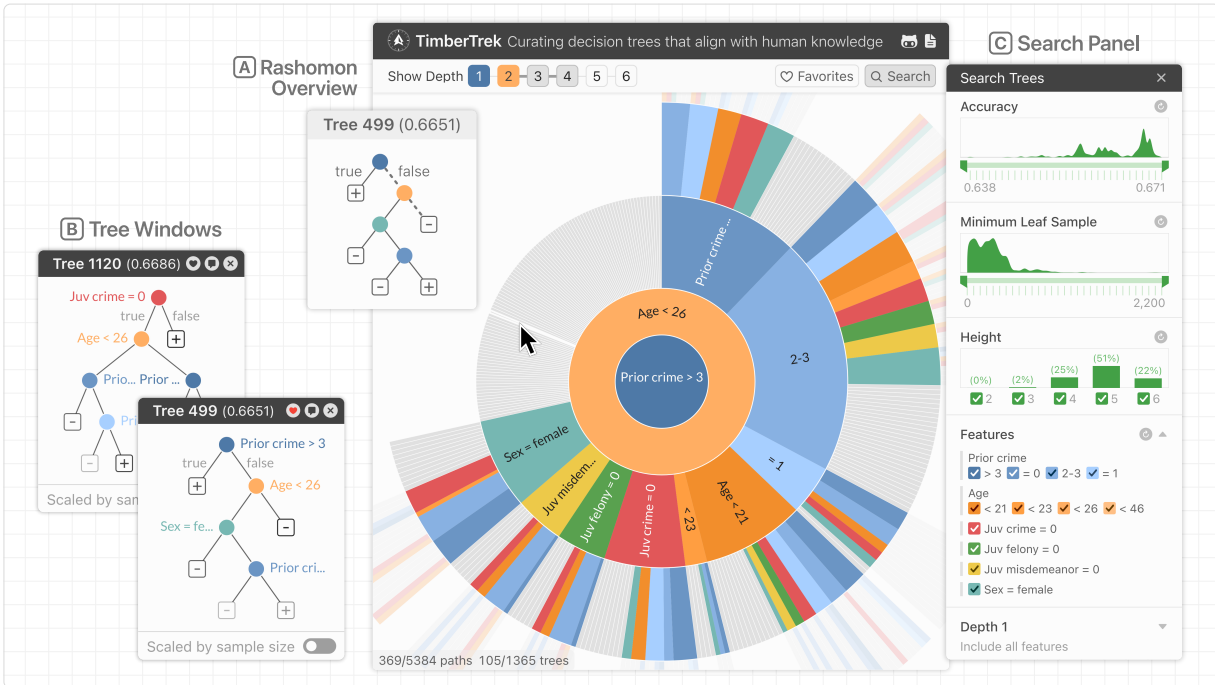 TimberTrek Curating decision trees that align with human knowledge
Show Depth 1 2 3 4 5 6
Favorites
Search
A Rashomon
Overview
Tree 499 (0.6651)
true
false
+
−
−
−
+
B Tree Windows
Tree 1120 (0.6686)
Juv crime = 0
true
false
Age < 26
+
Prio...
Prior ...
−
Pri
−
+
Scaled by sam
Tree 499 (0.6651)
Prior crime > 3
true
false
+
Age < 26
Sex = fe...
−
−
Prior cri...
−
+
Scaled by sample size
Prior crime > 3
Age < 26
Prior crime...
2-3
= 1
Age < 21
< 23
Juv crime = 0
Juv felony = 0
Juv misdem...
Sex = female
369/5384 paths 105/1365 trees
C Search Panel
Search Trees
Accuracy
0.638
0.671
Minimum Leaf Sample
0
2,200
Height
(0%)
(2%)
(25%)
(51%)
(22%)
2
3
4
5
6
Features
Prior crime
> 3 = 0 2-3 = 1
Age
< 21 < 23 < 26 < 46
Juv crime = 0
Juv felony = 0
Juv misdemeanor = 0
Sex = female
Depth 1
Include all features